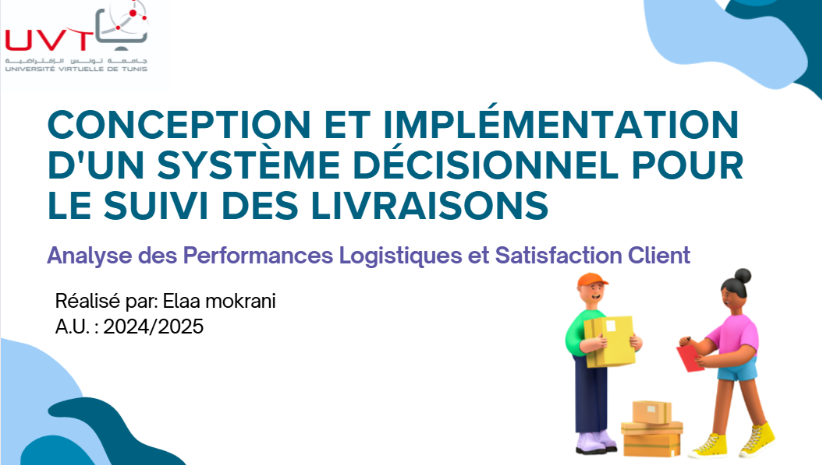 UVT
جامعة تونس الإفتراضية
UNIVERSITÉ VIRTUELLE DE TUNIS
CONCEPTION ET IMPLÉMENTATION
D'UN SYSTÈME DÉCISIONNEL POUR
LE SUIVI DES LIVRAISONS
Analyse des Performances Logistiques et Satisfaction Client
Réalisé par: Elaa mokrani
A.U. : 2024/2025